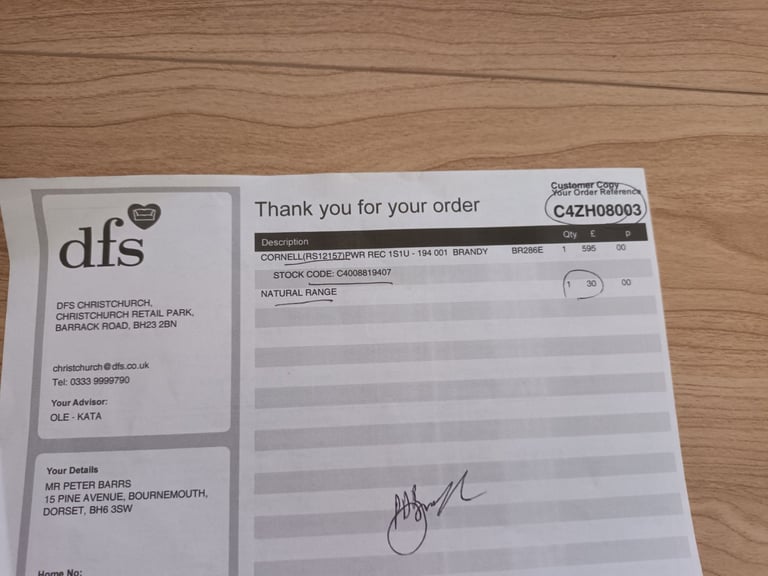 dfs
DFS CHRISTCHURCH,
CHRISTCHURCH RETAIL PARK,
BARRACK ROAD, BH23 2BN
christchurch@dfs.co.uk
Tel: 0333 9999790
Your Advisor:
OLE - KATA
Your Details
MR PETER BARRS
15 PINE AVENUE, BOURNEMOUTH,
DORSET, BH6 3SW
Home No:
Thank you for your order
Customer Copy
Your Order Reference
C4ZH08003
Description Qty £ p
CORNELL(RS12157)PWR REC 1S1U - 194 001 BRANDY BR286E 1 595 00
STOCK CODE: C4008819407
NATURAL RANGE 1 30 00